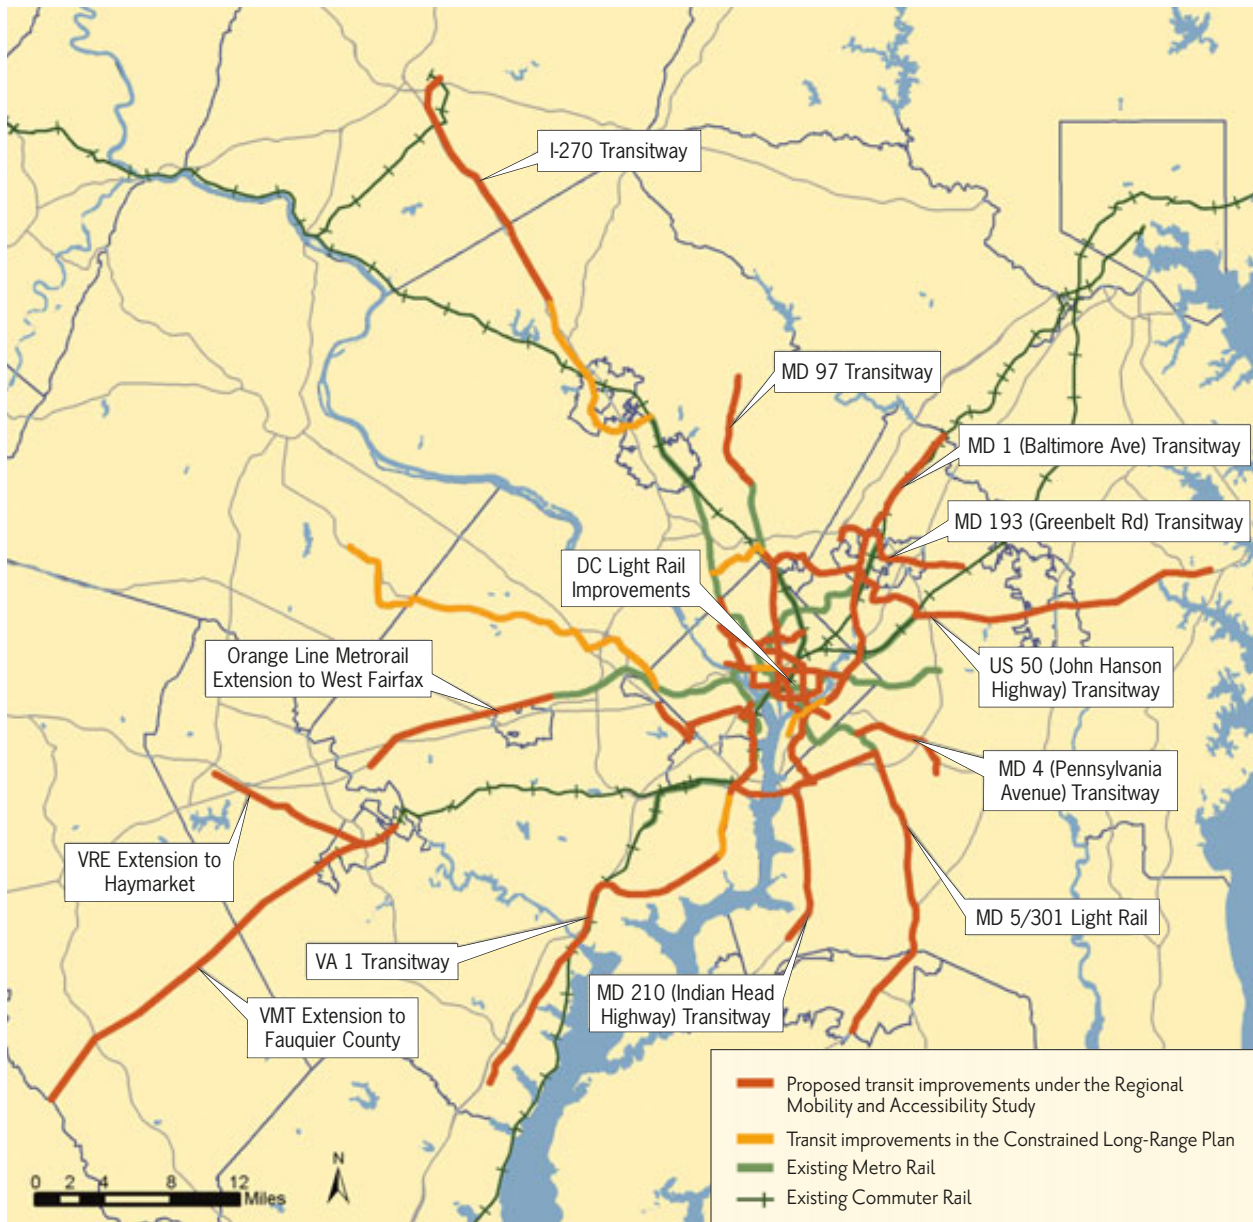 I-270 Transitway
MD 97 Transitway
MD 1 (Baltimore Ave) Transitway
MD 193 (Greenbelt Rd) Transitway
DC Light Rail
Improvements
Orange Line Metrorail
Extension to West Fairfax
US 50 (John Hanson
Highway) Transitway
MD 4 (Pennsylvania
Avenue) Transitway
VRE Extension to
Haymarket
MD 5/301 Light Rail
VA 1 Transitway
MD 210 (Indian Head
Highway) Transitway
VMT Extension to
Fauquier County
Proposed transit improvements under the Regional
Mobility and Accessibility Study
Transit improvements in the Constrained Long-Range Plan
Existing Metro Rail
Existing Commuter Rail
N
0 2 4 8 12
Miles